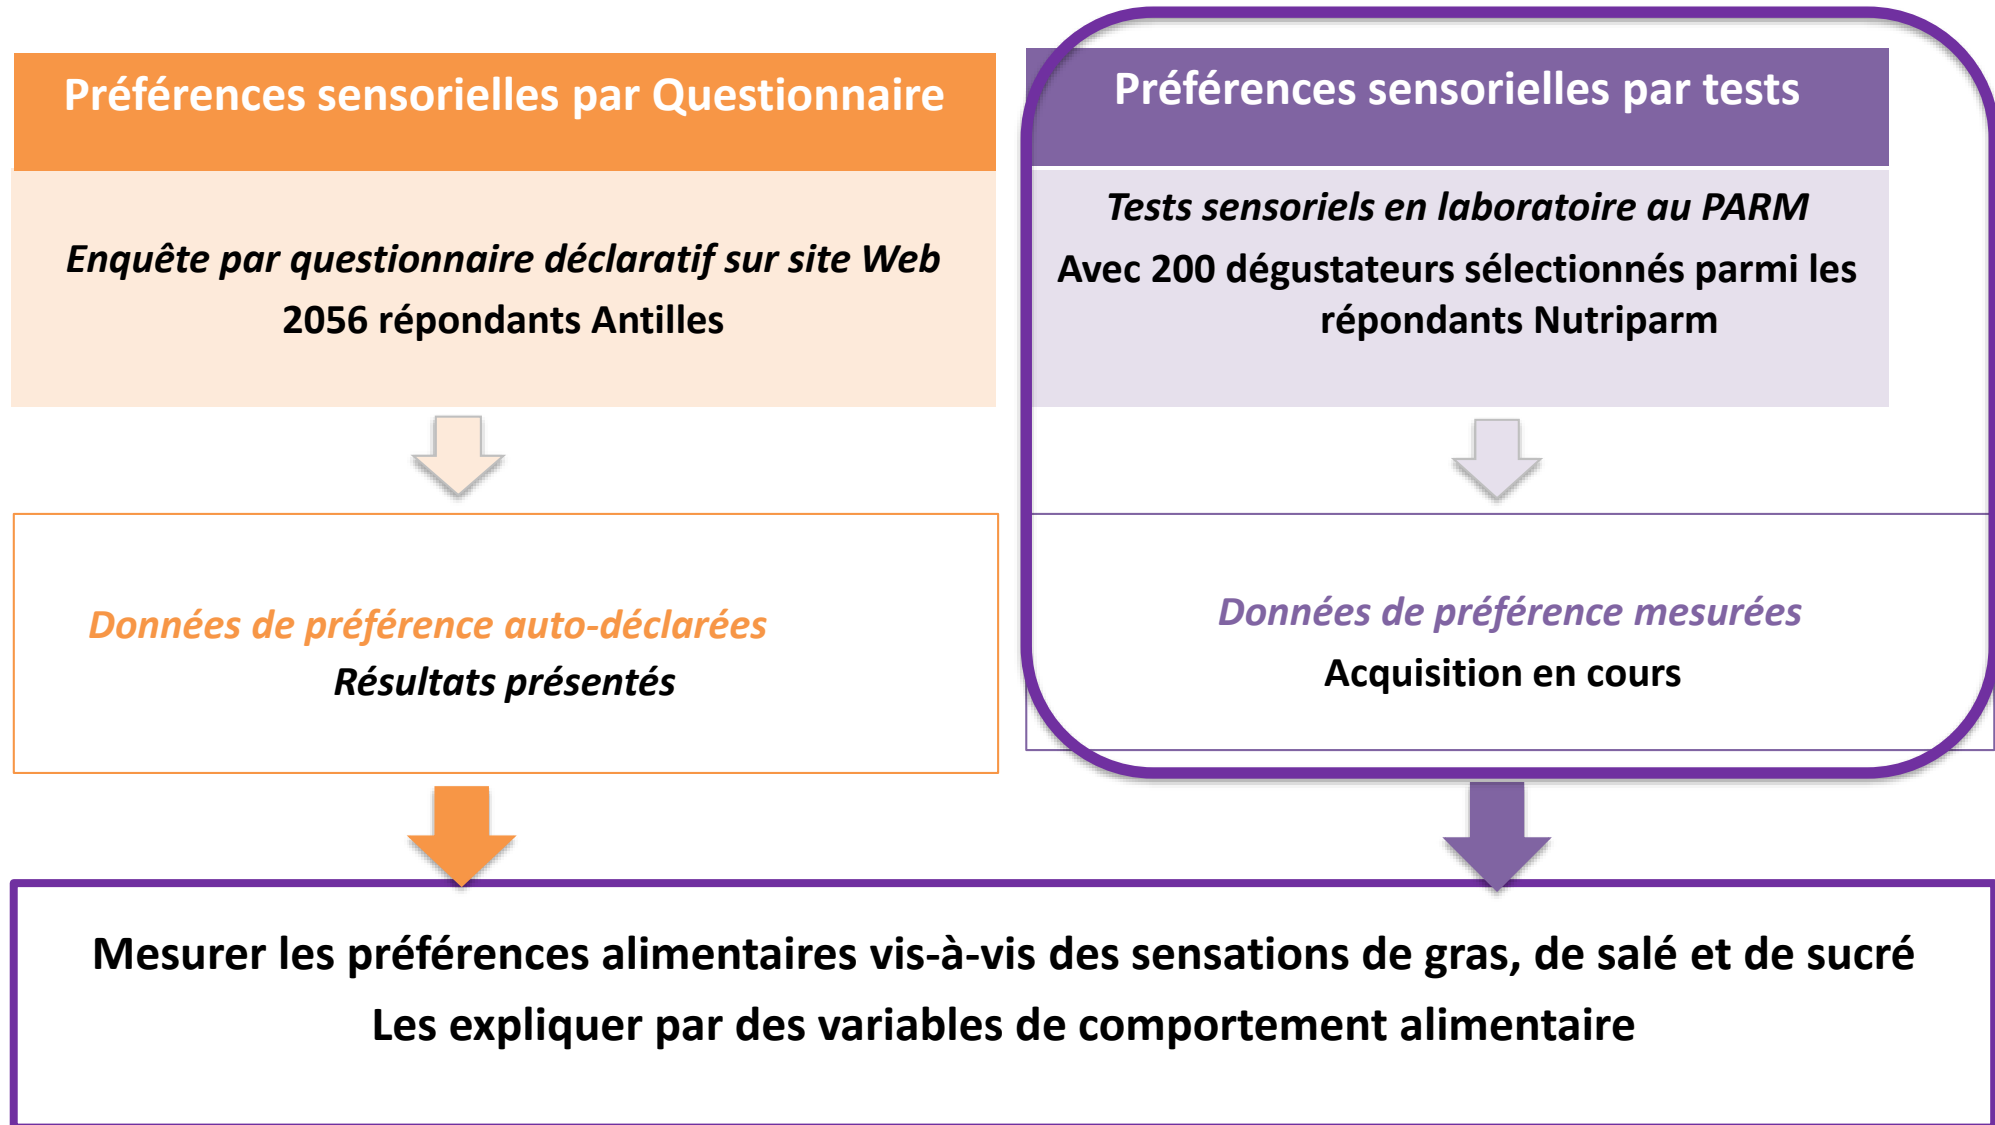 Préférences sensorielles par Questionnaire
Enquête par questionnaire déclaratif sur site Web
2056 répondants Antilles
Données de préférence auto-déclarées
Résultats présentés
Préférences sensorielles par tests
Tests sensoriels en laboratoire au PARM
Avec 200 dégustateurs sélectionnés parmi les
répondants Nutriparm
Données de préférence mesurées
Acquisition en cours
Mesurer les préférences alimentaires vis-à-vis des sensations de gras, de salé et de sucré
Les expliquer par des variables de comportement alimentaire